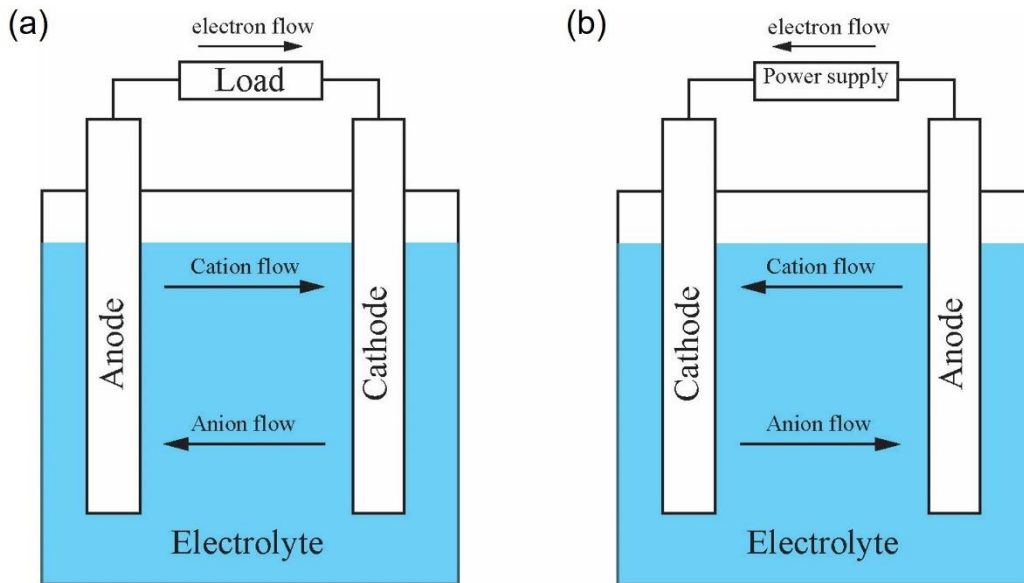 (a)
electron flow
Load
Anode
Cation flow
Anion flow
Cathode
Electrolyte
(b)
electron flow
Power supply
Cathode
Cation flow
Anion flow
Anode
Electrolyte